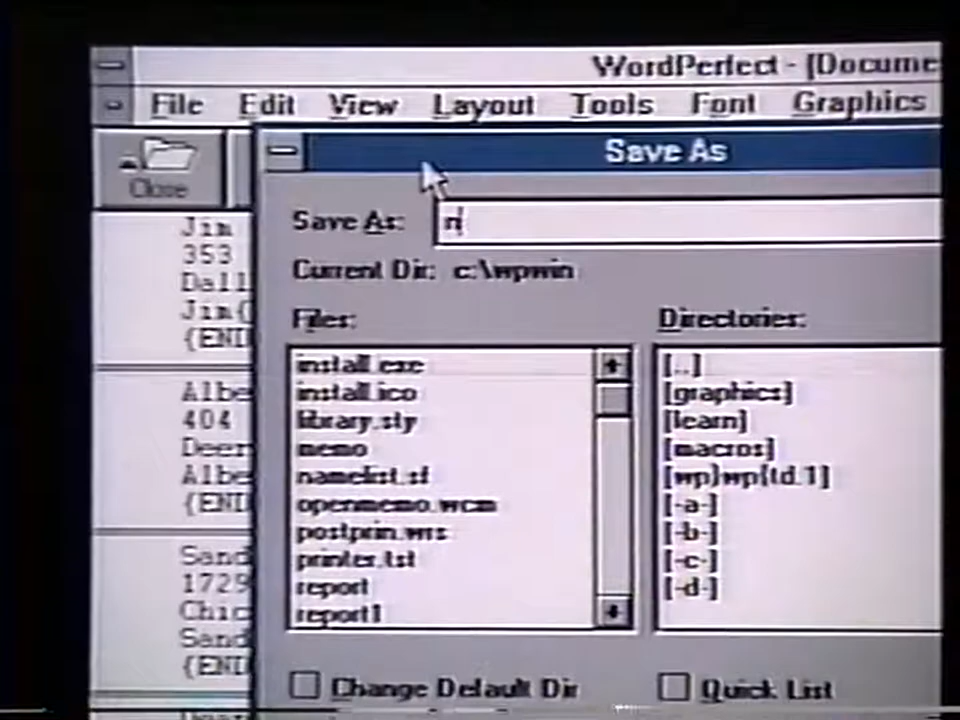 WordPerfect - [Docume
File Edit View Layout Tools Font Graphics
Close
Save As
Save As: n
Current Dir: c:\wpwin
Files:
install.exe
install.ico
library.sty
memo
namelist.sf
openmemo.wcm
postprin.wrs
printer.tst
report
report1
Directories:
[..]
[graphics]
[learn]
[macros]
[wp}wp{td.1]
[-a-]
[-b-]
[-c-]
[-d-]
Change Default Dir
Quick List
Jim
353
Dall
Jim{
{END
Albe
404
Deer
Albe
{END
Sand
1729
Chic
Sand
{END